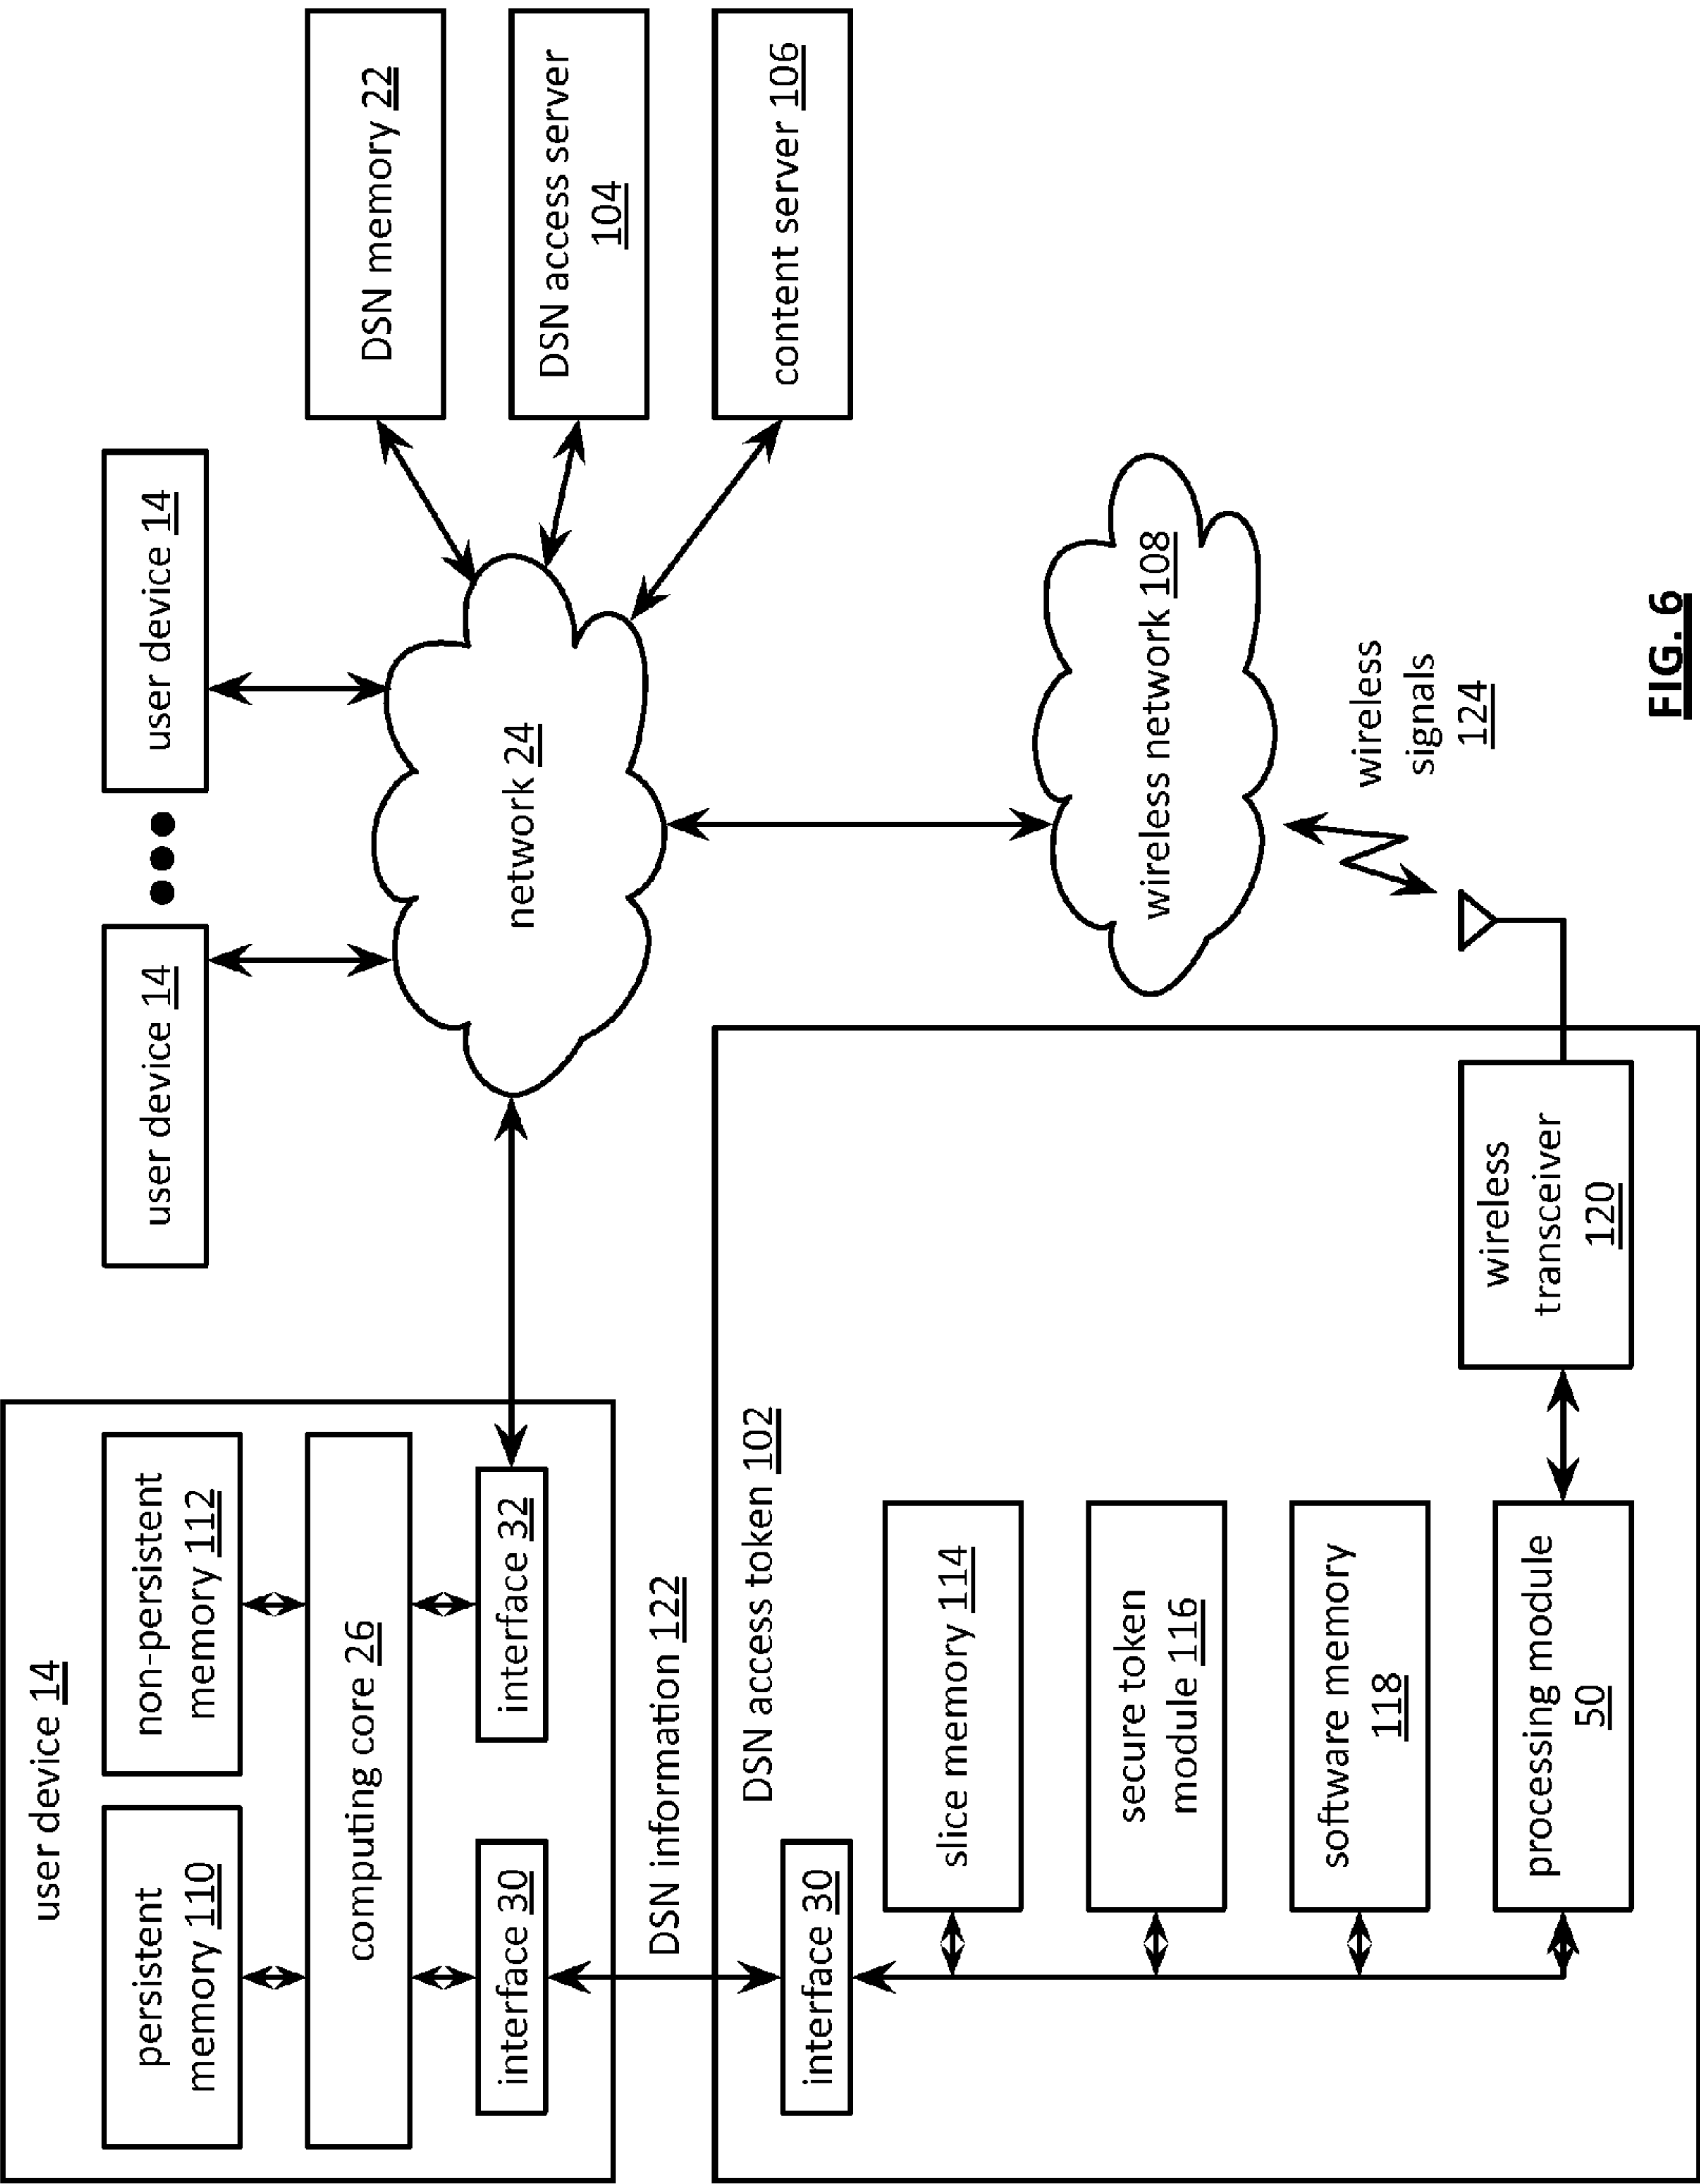 user device 14
persistent
memory 110
non-persistent
memory 112
computing core 26
interface 30
interface 32
DSN information 122
user device 14
user device 14
network 24
DSN memory 22
DSN access server
104
content server 106
DSN access token 102
interface 30
slice memory 114
secure token
module 116
software memory
118
processing module
50
wireless
transceiver
120
wireless network 108
wireless
signals
124
FIG. 6